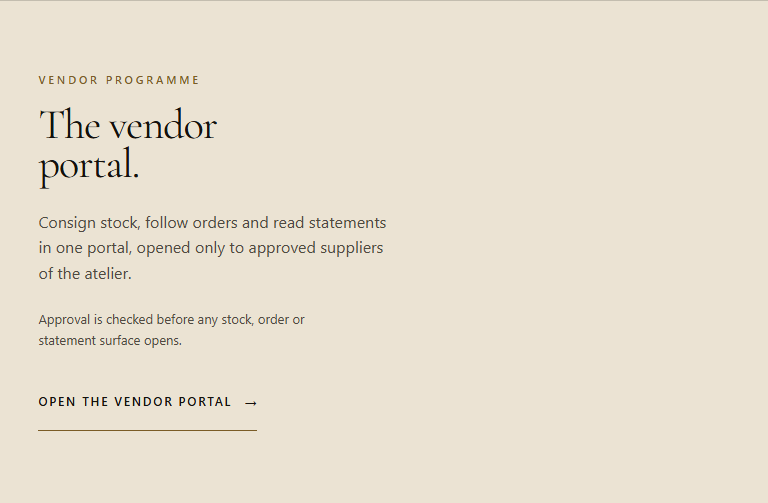 VENDOR PROGRAMME
The vendor
portal.
Consign stock, follow orders and read statements
in one portal, opened only to approved suppliers
of the atelier.
Approval is checked before any stock, order or
statement surface opens.
OPEN THE VENDOR PORTAL →